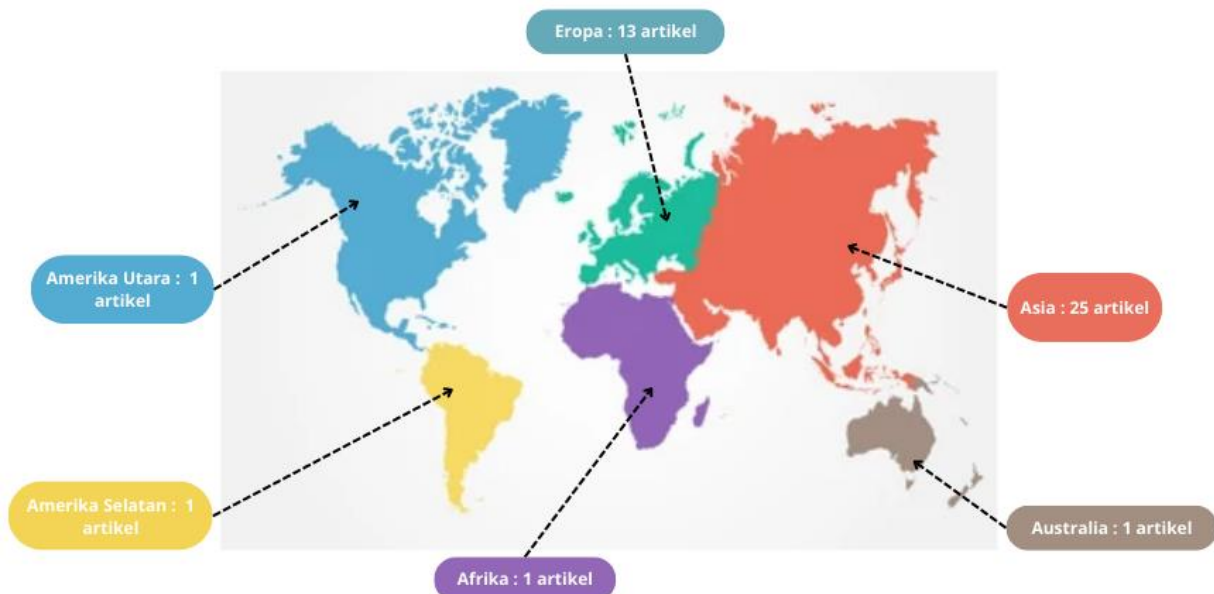 Eropa : 13 artikel
Amerika Utara : 1
artikel
Asia : 25 artikel
Amerika Selatan : 1
artikel
Australia : 1 artikel
Afrika : 1 artikel